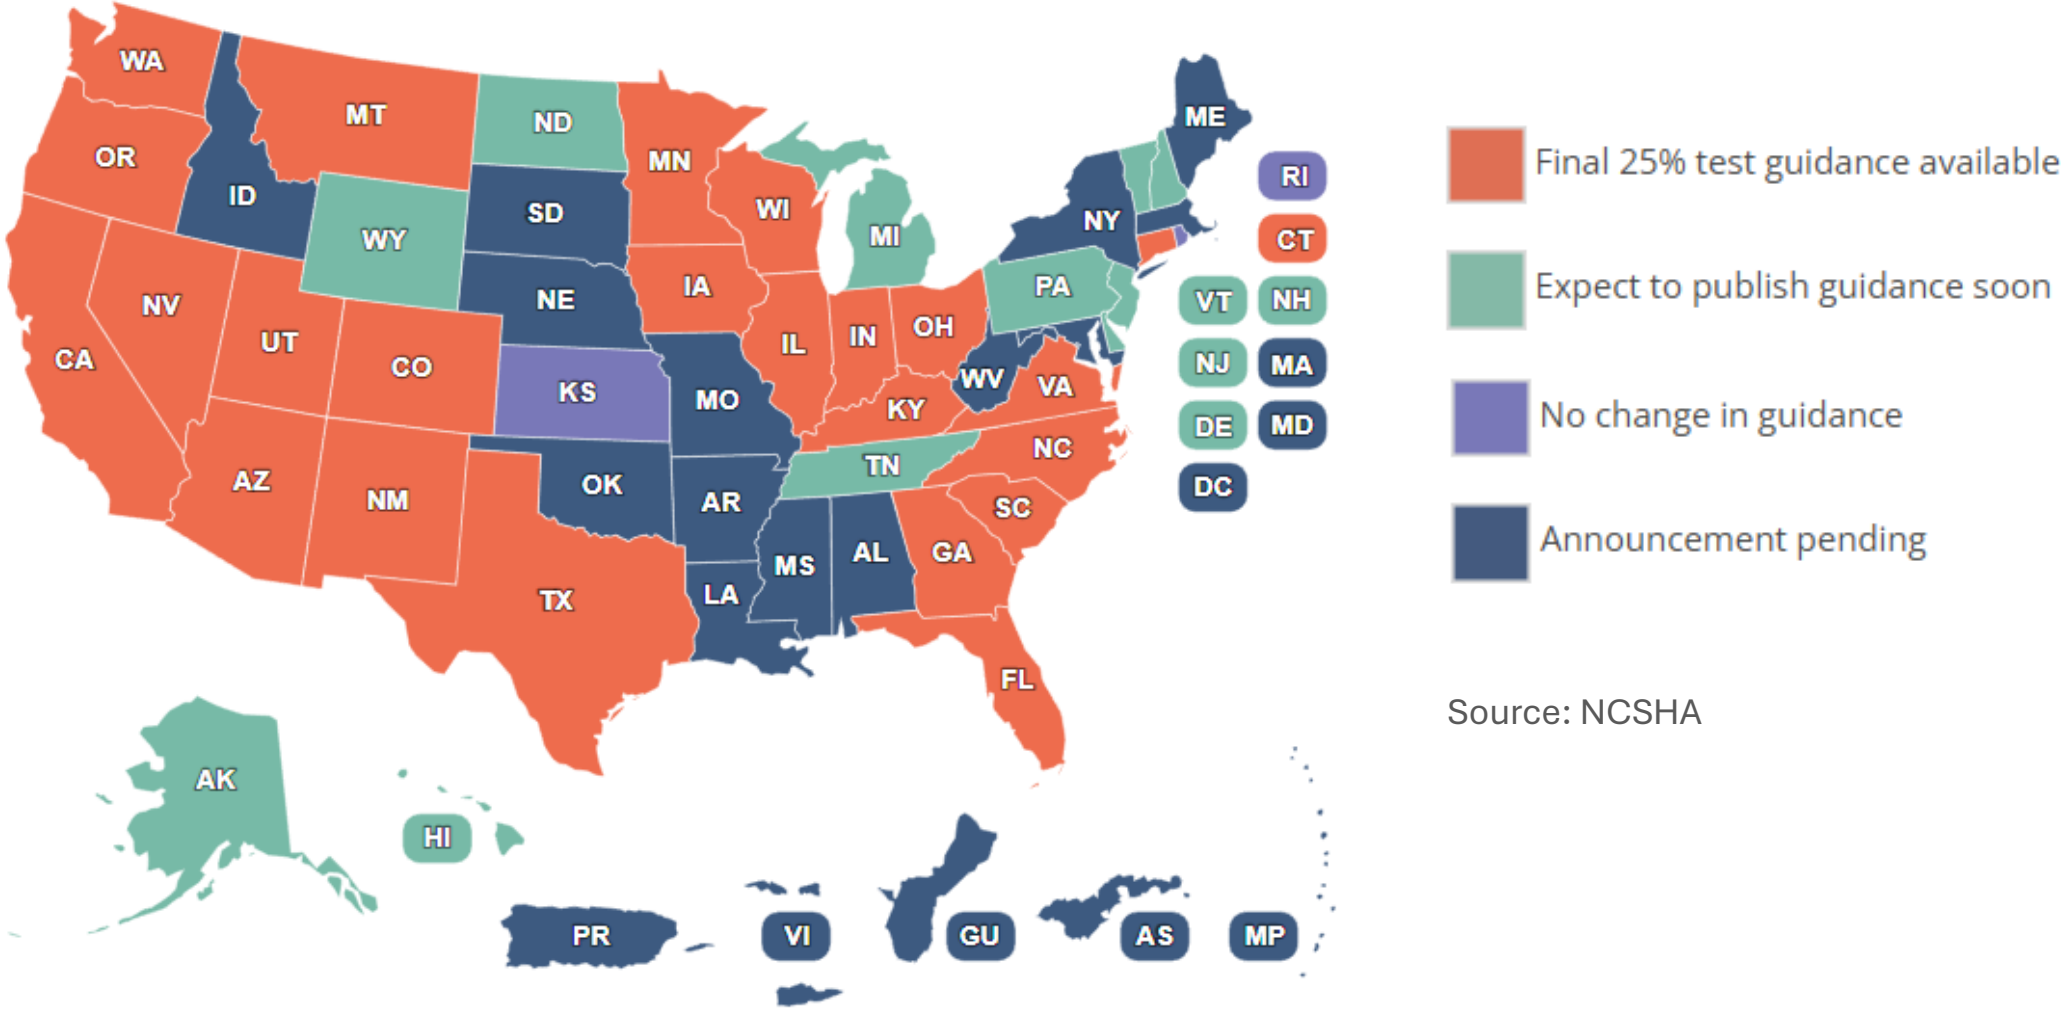 WA
MT
ND
MN
OR
ID
SD
WI
WY
MI
NY
ME
RI
CT
NV
UT
CO
NE
IA
IL
IN
OH
PA
VT
NH
CA
KS
MO
KY
WV
VA
NJ
MA
AZ
NM
OK
AR
TN
NC
DE
MD
DC
TX
LA
MS
AL
GA
SC
FL
AK
HI
PR
VI
GU
AS
MP
Final 25% test guidance available
Expect to publish guidance soon
No change in guidance
Announcement pending
Source: NCSHA